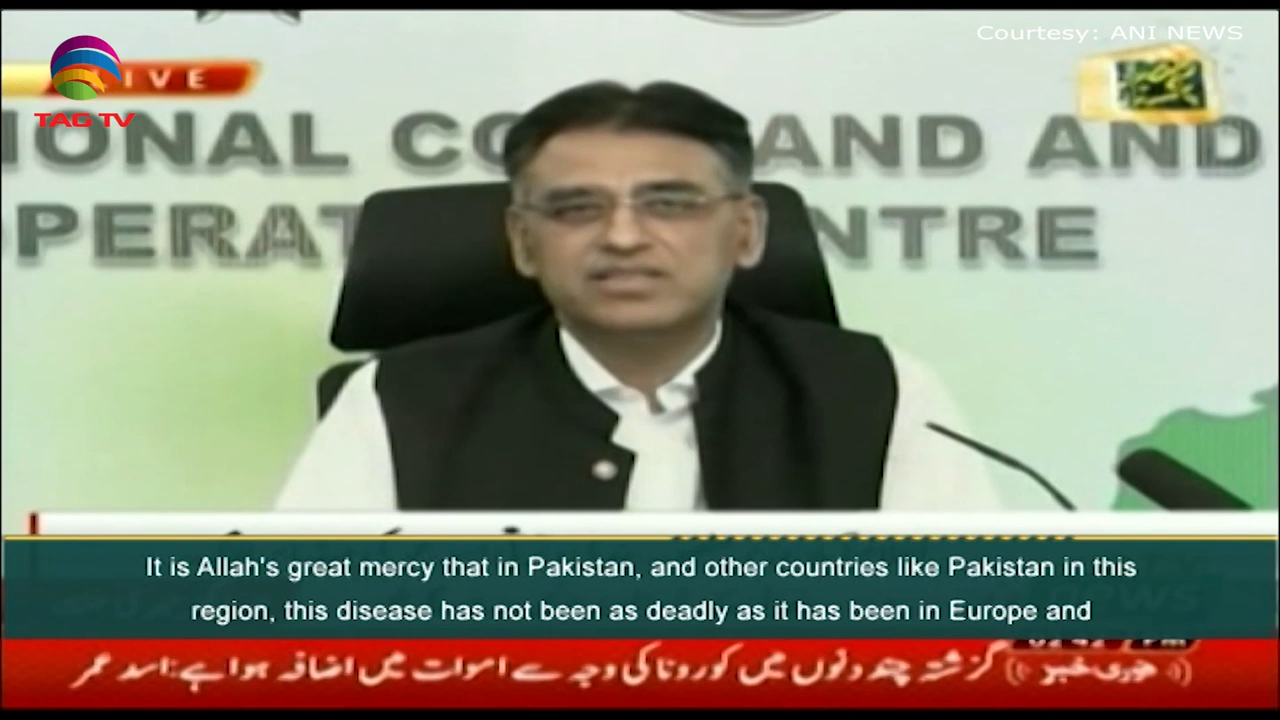 Courtesy: ANI NEWS
LIVE
TAG TV
IONAL CO AND AND
PERAT NTRE
It is Allah's great mercy that in Pakistan, and other countries like Pakistan in this
region, this disease has not been as deadly as it has been in Europe and
گزشتہ چند دنوں میں کورونا کی وجہ سے اموات میں اضافہ ہوا ہے: اسد عمر